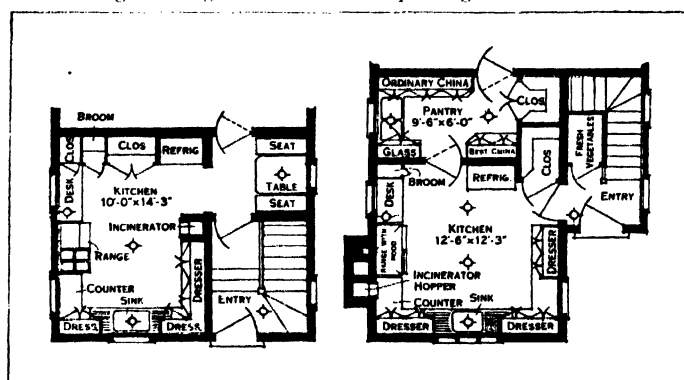 BROOM
CLOS
CLOS
REFRIG.
SEAT
DESK
TABLE
KITCHEN
10'-0"x14'-3"
SEAT
INCINERATOR
RANGE
DRESSER
COUNTER
SINK
ENTRY
DRESS.
DRESS.
ORDINARY CHINA
PANTRY
9'-6"x6'-0"
CLOS.
GLASS
BEST CHINA
FRESH
VEGETABLES
CLOS
BROOM
REFRIG.
DESK
ENTRY
KITCHEN
12'-6"x12'-3"
RANGE WITH
HOOD
DRESSER
INCINERATOR
HOPPER
COUNTER
SINK
DRESSER
DRESSER